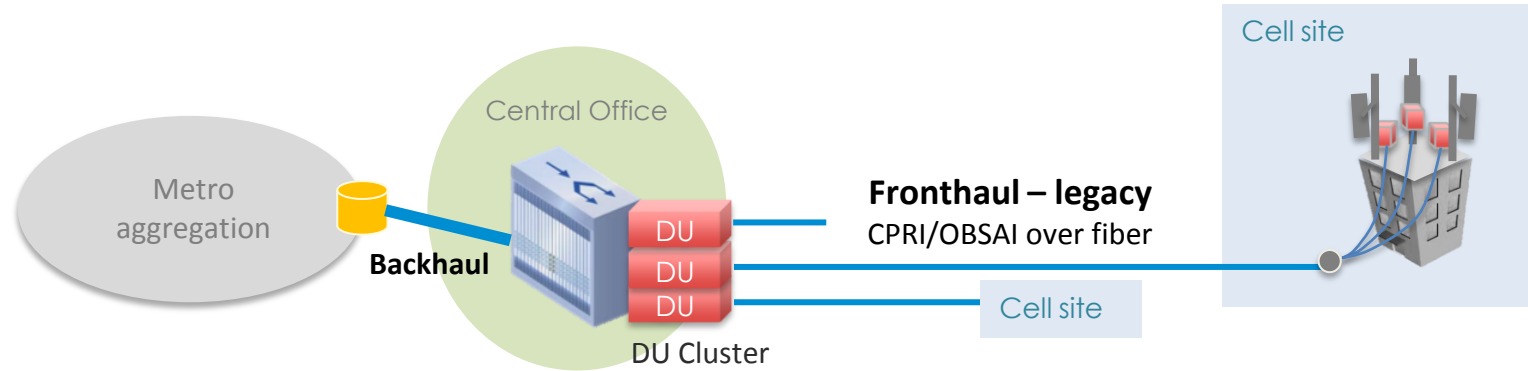 Cell site
Central Office
Metro
aggregation
Backhaul
DU
DU
DU
DU Cluster
Fronthaul – legacy
CPRI/OBSAI over fiber
Cell site